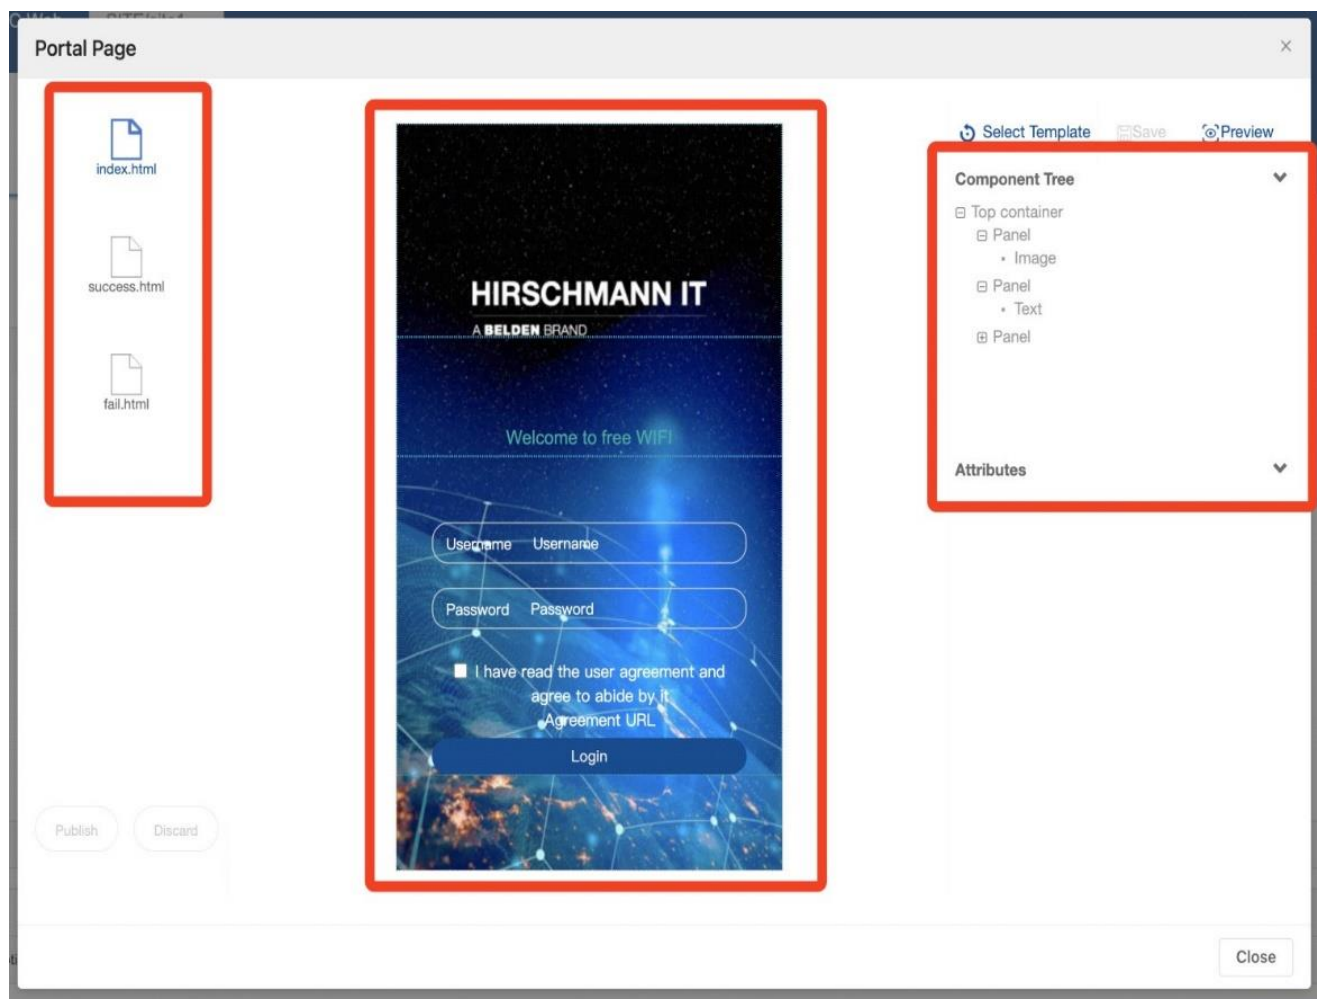 SITE/site1
Portal Page
index.html
success.html
fail.html
Publish
Discard
HIRSCHMANN IT
A BELDEN BRAND
Welcome to free WIFI
Username Username
Password Password
I have read the user agreement and
agree to abide by it
Agreement URL
Login
Select Template Save Preview
Component Tree
Top container
Panel
Image
Panel
Text
Panel
Attributes
Close